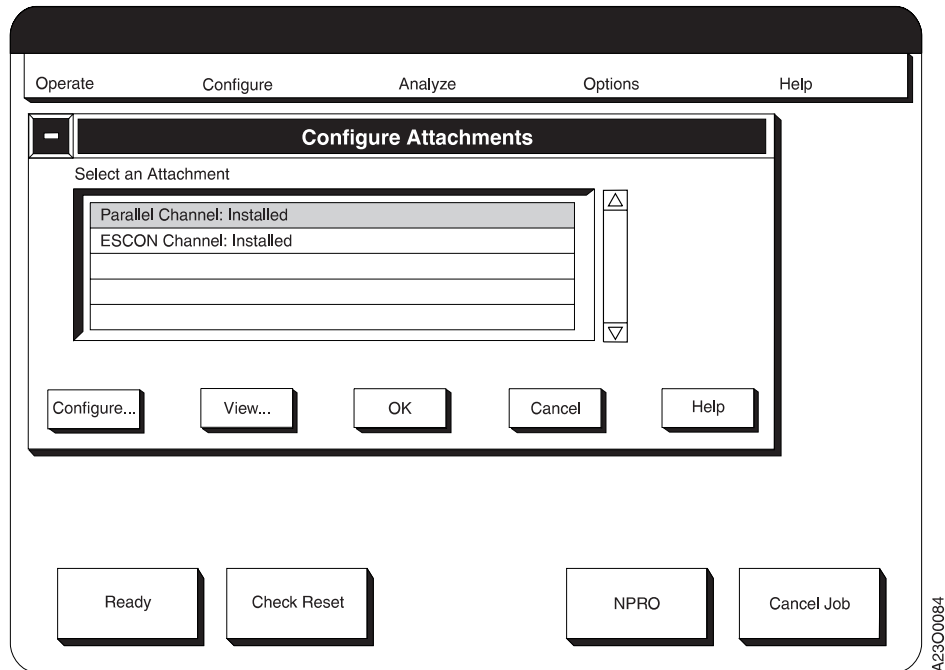 Operate Configure Analyze Options Help
Configure Attachments
Select an Attachment
Parallel Channel: Installed
ESCON Channel: Installed
Configure... View... OK Cancel Help
Ready Check Reset NPRO Cancel Job
A23O0084